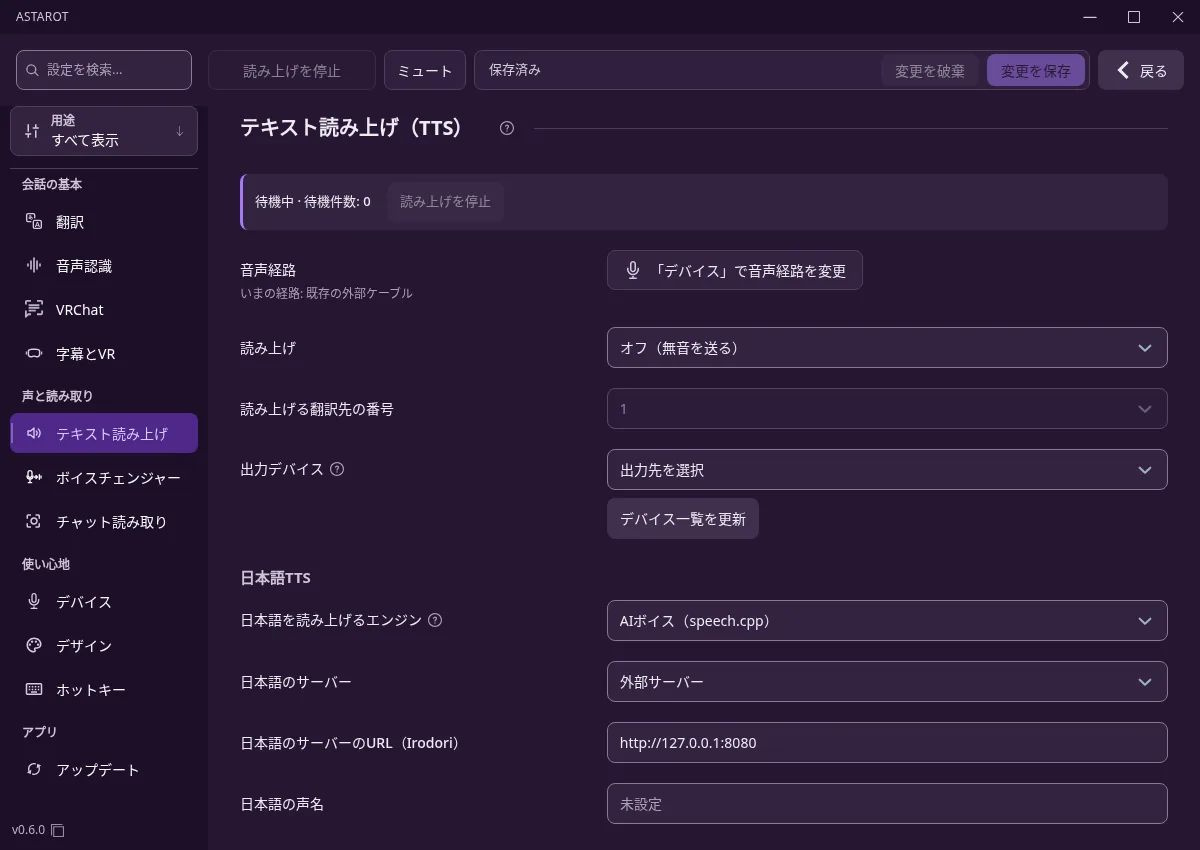 ASTAROT
設定を検索...
読み上げを停止
ミュート
保存済み
変更を破棄
変更を保存
戻る
用途
すべて表示
会話の基本
翻訳
音声認識
VRChat
字幕とVR
声と読み取り
テキスト読み上げ
ボイスチェンジャー
チャット読み取り
使い心地
デバイス
デザイン
ホットキー
アプリ
アップデート
v0.6.0
テキスト読み上げ（TTS）
待機中 · 待機件数: 0
読み上げを停止
音声経路
いまの経路: 既存の外部ケーブル
「デバイス」で音声経路を変更
読み上げ
オフ（無音を送る）
読み上げる翻訳先の番号
1
出力デバイス
出力先を選択
デバイス一覧を更新
日本語TTS
日本語を読み上げるエンジン
AIボイス（speech.cpp）
日本語のサーバー
外部サーバー
日本語のサーバーのURL（Irodori）
http://127.0.0.1:8080
日本語の声名
未設定